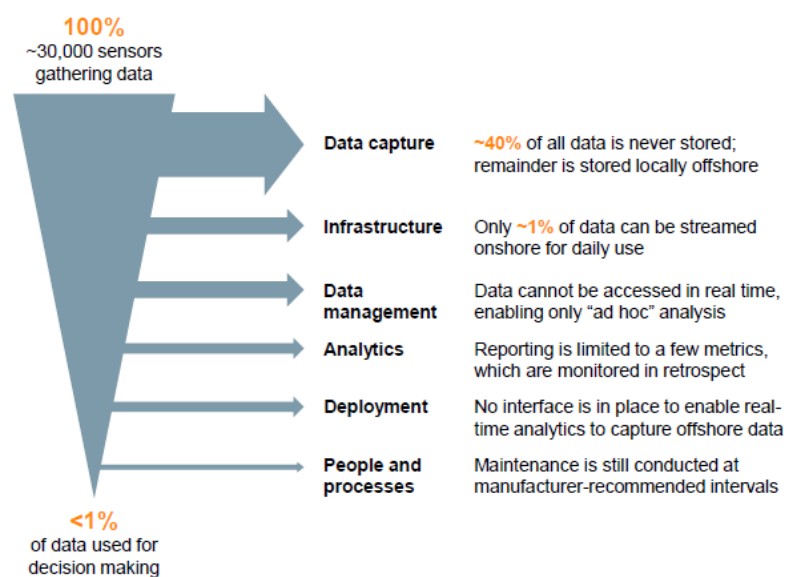 100%
~30,000 sensors
gathering data
Data capture
~40% of all data is never stored;
remainder is stored locally offshore
Infrastructure
Only ~1% of data can be streamed
onshore for daily use
Data
management
Data cannot be accessed in real time,
enabling only “ad hoc” analysis
Analytics
Reporting is limited to a few metrics,
which are monitored in retrospect
Deployment
No interface is in place to enable real-
time analytics to capture offshore data
People and
processes
Maintenance is still conducted at
manufacturer-recommended intervals
<1%
of data used for
decision making